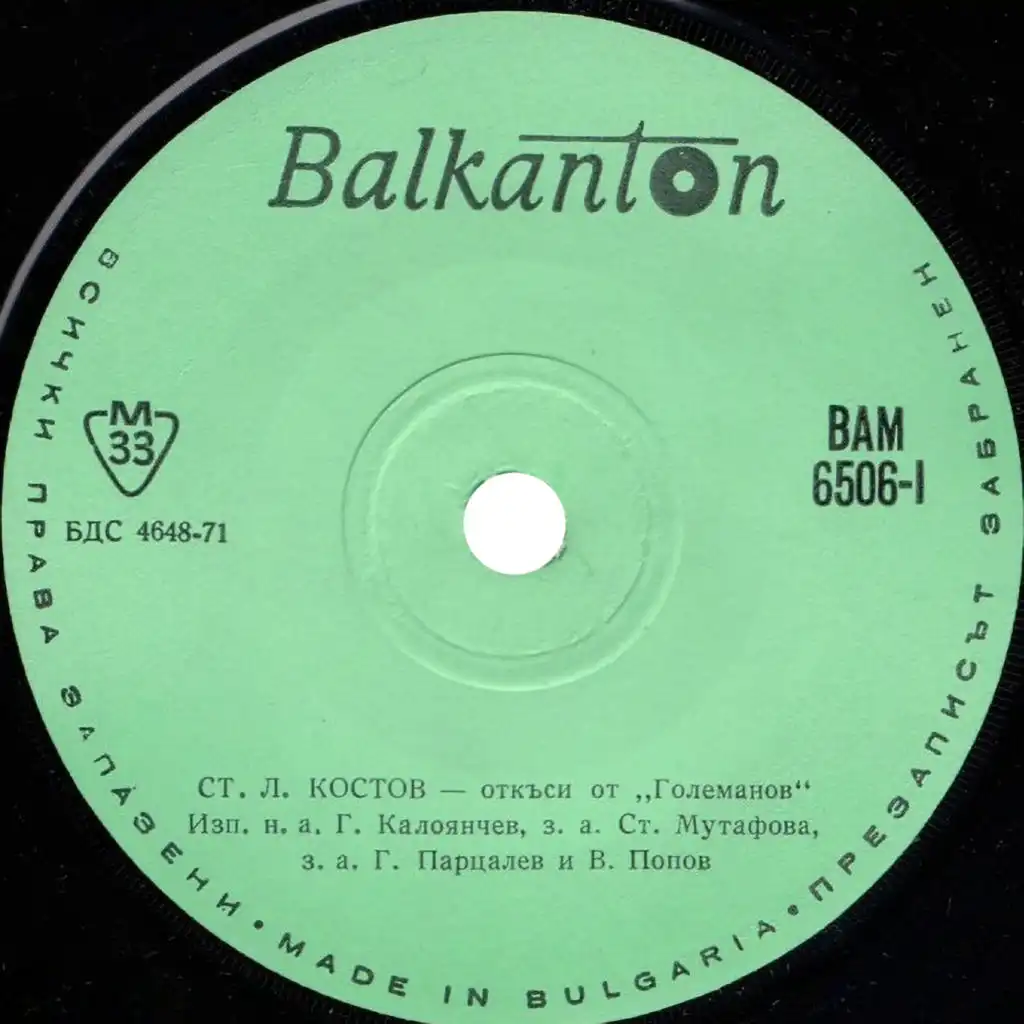 Balkanton
ВСИЧКИ ПРАВА ЗАПАЗЕНИ • MADE IN BULGARIA • ПРЕЗАПИСЪТ ЗАБРАНЕН
М
33
БДС 4648-71
ВАМ
6506-I
СТ. Л. КОСТОВ — откъси от „Големанов“
Изп. н. а. Г. Калоянчев, з. а. Ст. Мутафова,
з. а. Г. Парцалев и В. Попов